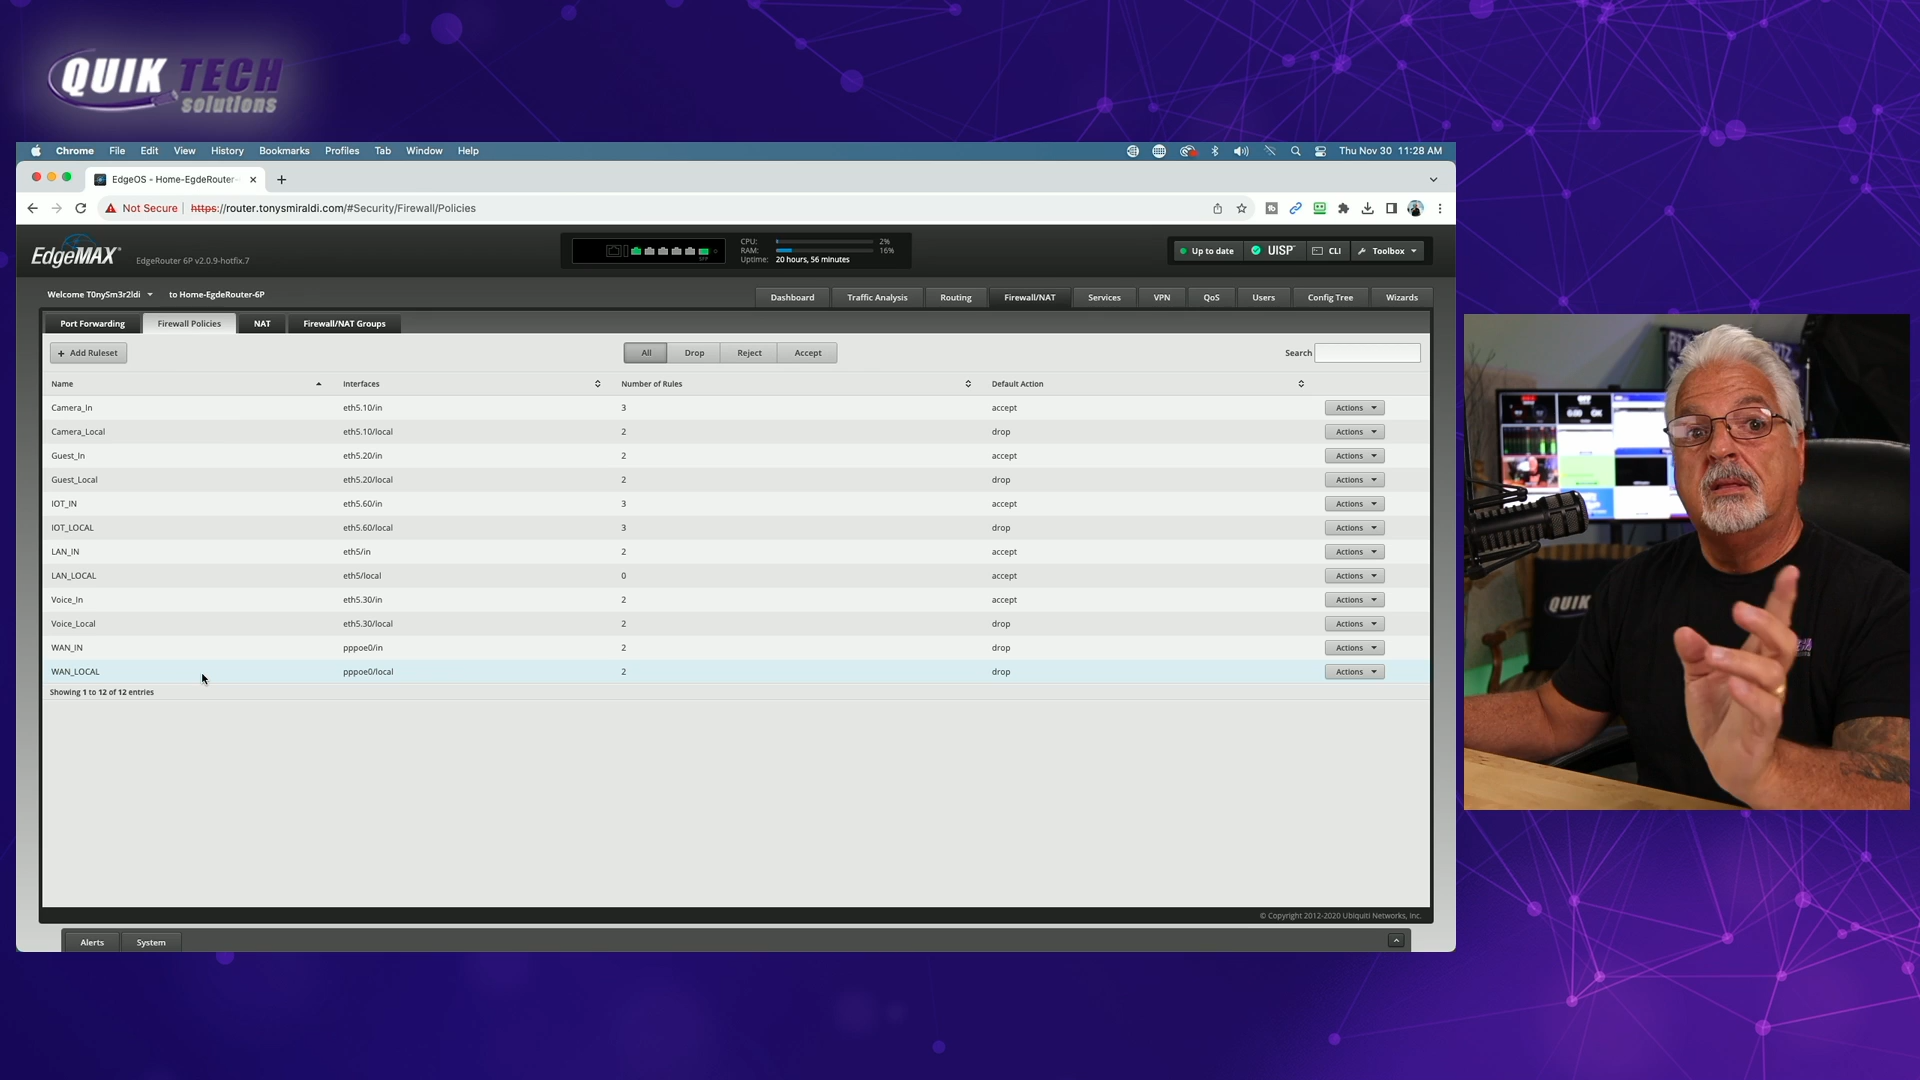 QUIK TECH
solutions
Chrome File Edit View History Bookmarks Profiles Tab Window Help
Thu Nov 30 11:28 AM
EdgeOS - Home-EgdeRouter-
Not Secure https://router.tonysmiraldi.com/#Security/Firewall/Policies
EdgeMAX
EdgeRouter 6P v2.0.9-hotfix.7
CPU: 2%
RAM: 16%
Uptime: 20 hours, 56 minutes
Up to date UISP CLI Toolbox
Welcome T0nySm3r2ldi to Home-EgdeRouter-6P
Dashboard Traffic Analysis Routing Firewall/NAT Services VPN QoS Users Config Tree Wizards
Port Forwarding Firewall Policies NAT Firewall/NAT Groups
+ Add Ruleset All Drop Reject Accept Search
Name Interfaces Number of Rules Default Action
Camera_In eth5.10/in 3 accept Actions
Camera_Local eth5.10/local 2 drop Actions
Guest_In eth5.20/in 2 accept Actions
Guest_Local eth5.20/local 2 drop Actions
IOT_IN eth5.60/in 3 accept Actions
IOT_LOCAL eth5.60/local 3 drop Actions
LAN_IN eth5/in 2 accept Actions
LAN_LOCAL eth5/local 0 accept Actions
Voice_In eth5.30/in 2 accept Actions
Voice_Local eth5.30/local 2 drop Actions
WAN_IN pppoe0/in 2 drop Actions
WAN_LOCAL pppoe0/local 2 drop Actions
Showing 1 to 12 of 12 entries
© Copyright 2012-2020 Ubiquiti Networks, Inc.
Alerts System
QUIK